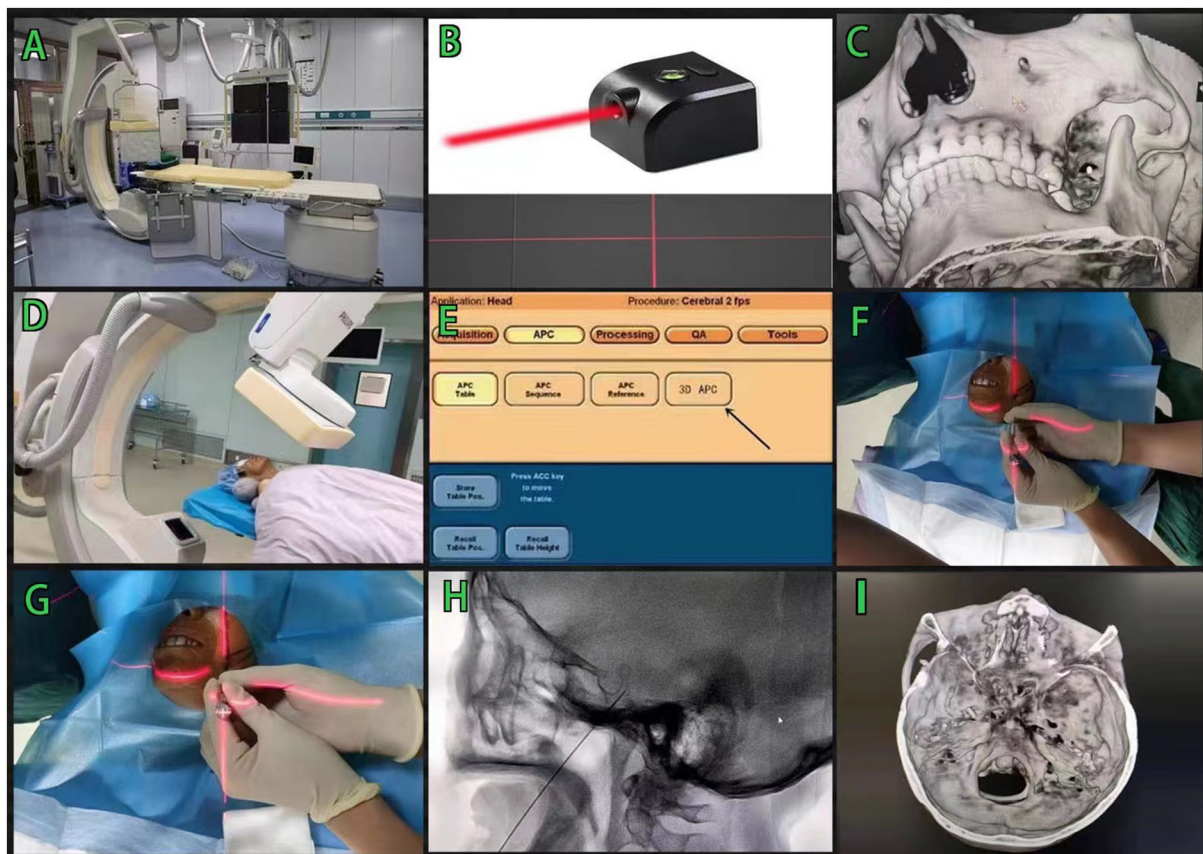 A
B
C
D
E
Application: Head Procedure: Cerebral 2 fps
Acquisition APC Processing QA Tools
APC Table
APC Sequence
APC Reference
3D APC
Store Table Pos.
Press ACC key
to move
the table.
Recall Table Pos.
Recall Table Height
F
G
H
I